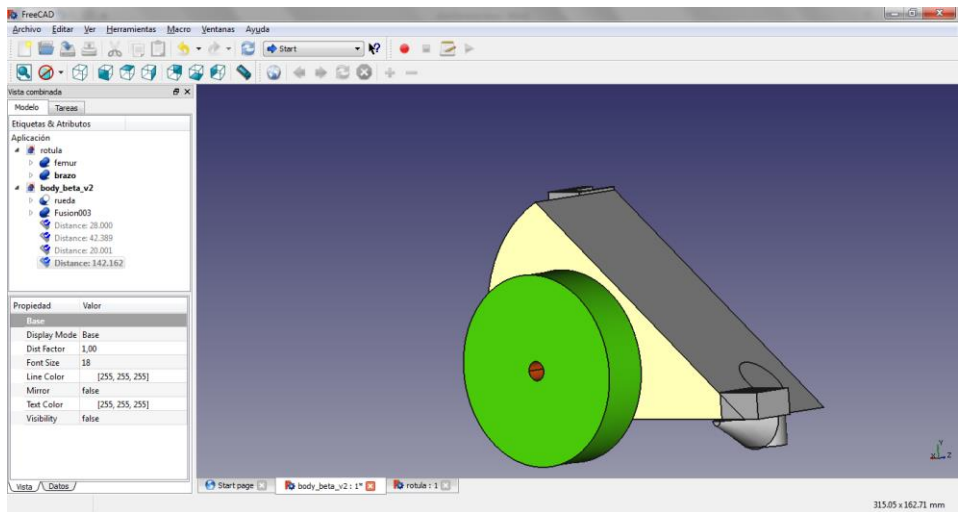 FreeCAD
Archivo Editar Ver Herramientas Macro Ventanas Ayuda
Start
Vista combinada
Modelo Tareas
Etiquetas & Atributos
Aplicación
rotula
femur
brazo
body_beta_v2
rueda
Fusion003
Distance: 28.000
Distance: 42.389
Distance: 20.001
Distance: 142.162
Propiedad Valor
Base
Display Mode Base
Dist Factor 1,00
Font Size 18
Line Color [255, 255, 255]
Mirror false
Text Color [255, 255, 255]
Visibility false
Vista Datos
Start page body_beta_v2 : 1* rotula : 1
Y
x z
315.05 x 162.71 mm